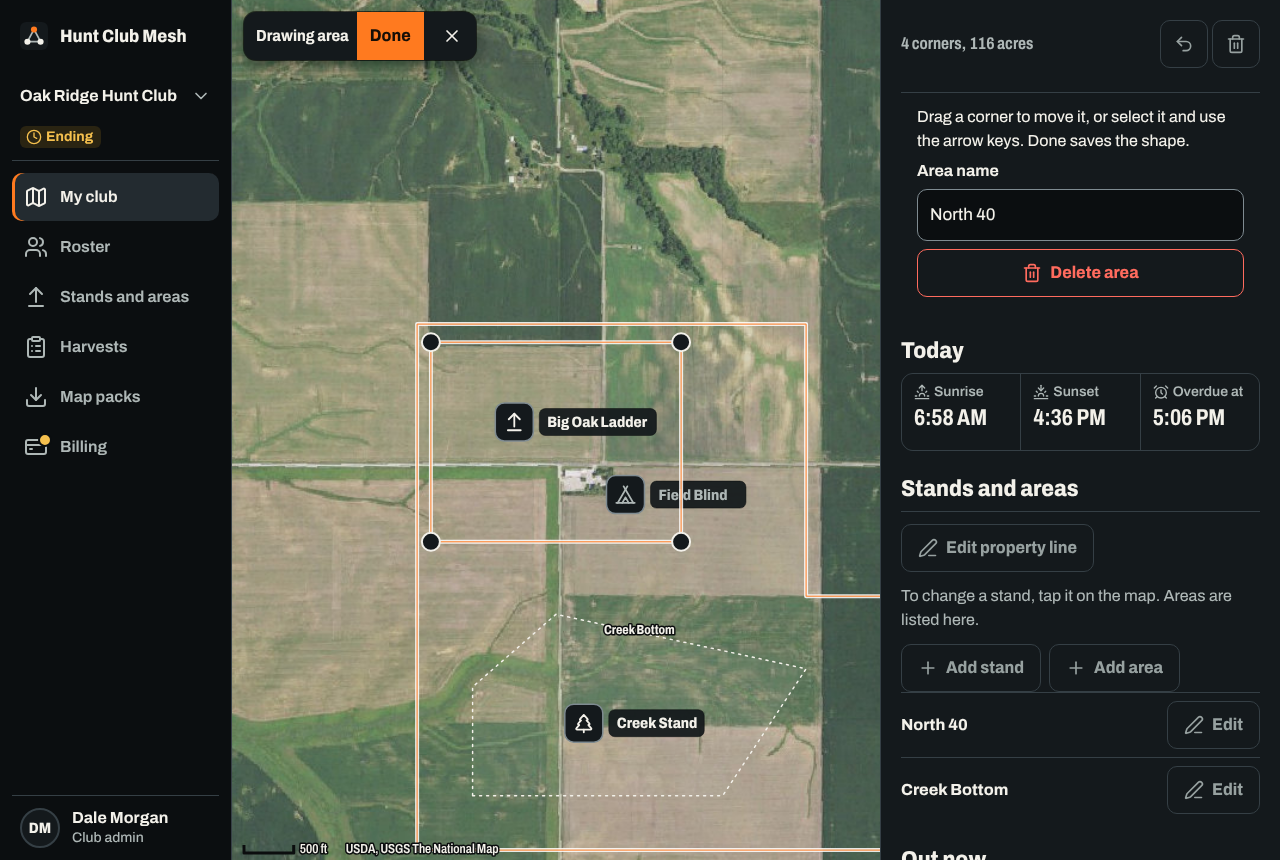 Hunt Club Mesh
Oak Ridge Hunt Club
Ending
My club
Roster
Stands and areas
Harvests
Map packs
Billing
DM
Dale Morgan
Club admin
Drawing area
Done
Big Oak Ladder
Field Blind
Creek Bottom
Creek Stand
500 ft
USDA, USGS The National Map
4 corners, 116 acres
Drag a corner to move it, or select it and use
the arrow keys. Done saves the shape.
Area name
North 40
Delete area
Today
Sunrise
6:58 AM
Sunset
4:36 PM
Overdue at
5:06 PM
Stands and areas
Edit property line
To change a stand, tap it on the map. Areas are
listed here.
Add stand
Add area
North 40
Edit
Creek Bottom
Edit
Out now